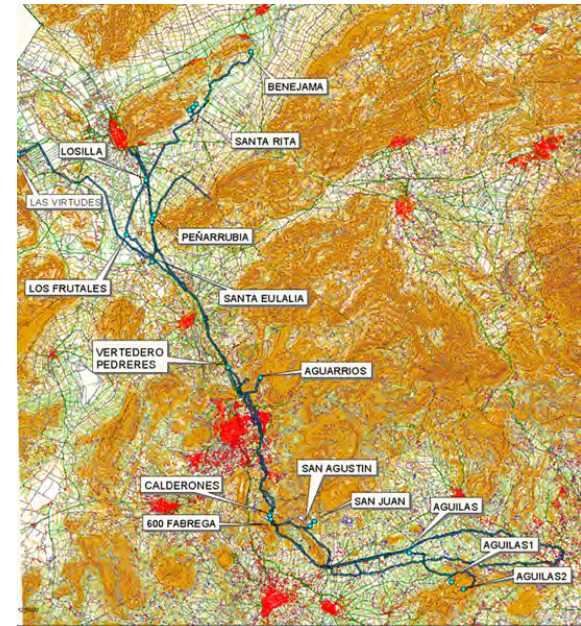 BENEJAMA
SANTA RITA
LOSILLA
LAS VIRTUDES
PEÑARRUBIA
LOS FRUTALES
SANTA EULALIA
VERTEDERO
PEDRERES
AGUARRIOS
SAN AGUSTIN
CALDERONES
SAN JUAN
600 FABREGA
AGUILAS
AGUILAS1
AGUILAS2